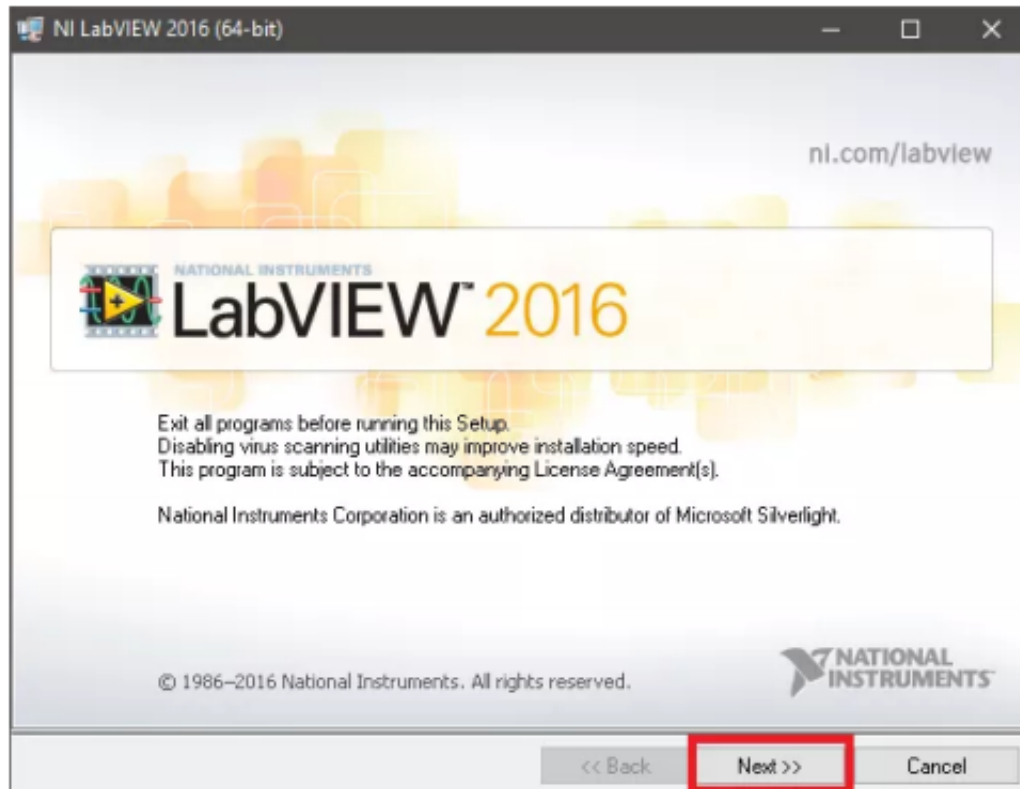 NI LabVIEW 2016 (64-bit)
ni.com/labview
NATIONAL INSTRUMENTS
LabVIEW™ 2016
Exit all programs before running this Setup.
Disabling virus scanning utilities may improve installation speed.
This program is subject to the accompanying License Agreement(s).
National Instruments Corporation is an authorized distributor of Microsoft Silverlight.
© 1986–2016 National Instruments. All rights reserved.
NATIONAL
INSTRUMENTS
<< Back Next >> Cancel